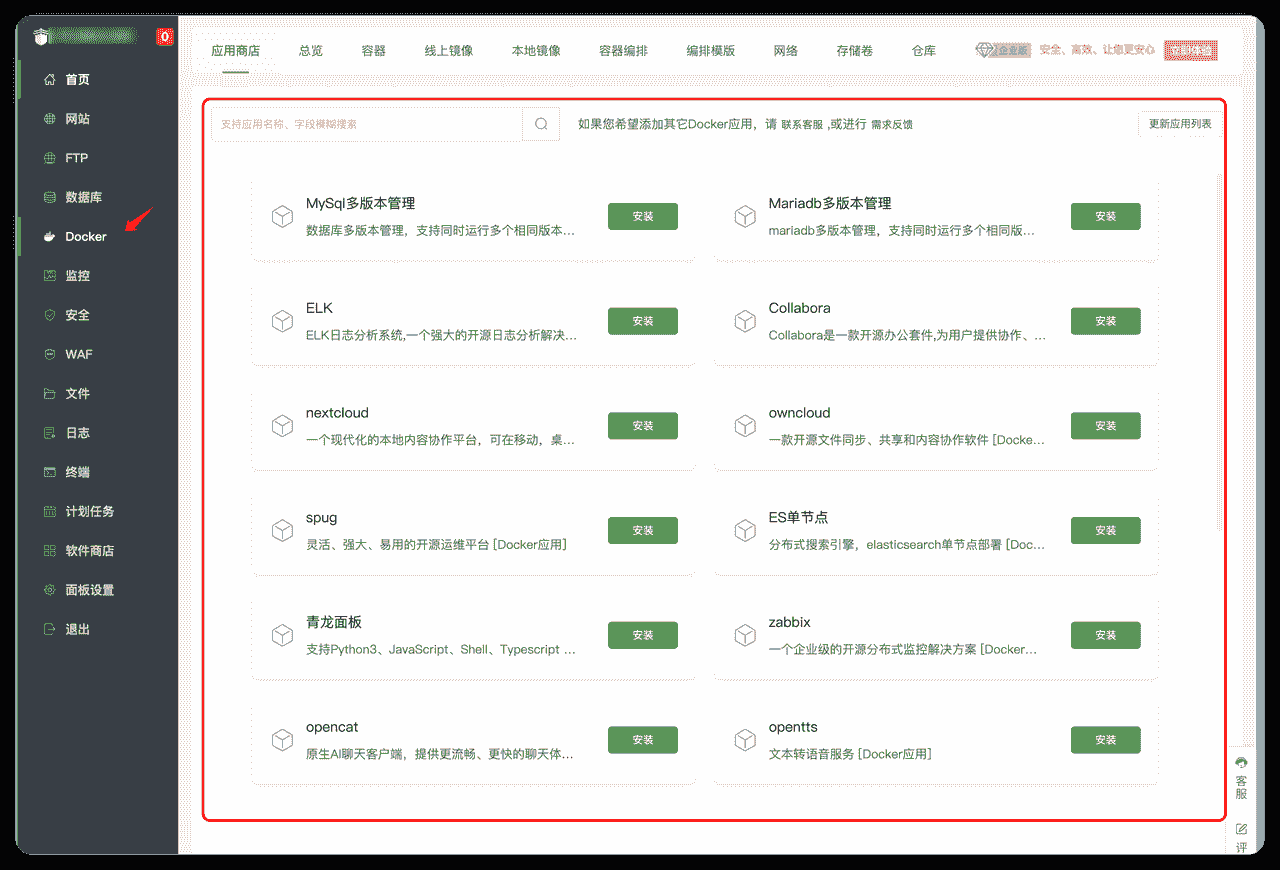 0
首页
网站
FTP
数据库
Docker
监控
安全
WAF
文件
日志
终端
计划任务
软件商店
面板设置
退出
应用商店 总览 容器 线上镜像 本地镜像 容器编排 编排模版 网络 存储卷 仓库 企业版 安全、高效、让您更安心
支持应用名称、字段模糊搜索
如果您希望添加其它Docker应用，请 联系客服 ,或进行 需求反馈
更新应用列表
MySql多版本管理
数据库多版本管理，支持同时运行多个相同版本...
安装
Mariadb多版本管理
mariadb多版本管理，支持同时运行多个相同版...
安装
ELK
ELK日志分析系统,一个强大的开源日志分析解决...
安装
Collabora
Collabora是一款开源办公套件,为用户提供协作、...
安装
nextcloud
一个现代化的本地内容协作平台，可在移动，桌...
安装
owncloud
一款开源文件同步、共享和内容协作软件 [Docke...
安装
spug
灵活、强大、易用的开源运维平台 [Docker应用]
安装
ES单节点
分布式搜索引擎，elasticsearch单节点部署 [Doc...
安装
青龙面板
支持Python3、JavaScript、Shell、Typescript ...
安装
zabbix
一个企业级的开源分布式监控解决方案 [Docker...
安装
opencat
原生AI聊天客户端，提供更流畅、更快的聊天体...
安装
opentts
文本转语音服务 [Docker应用]
安装
客服
评